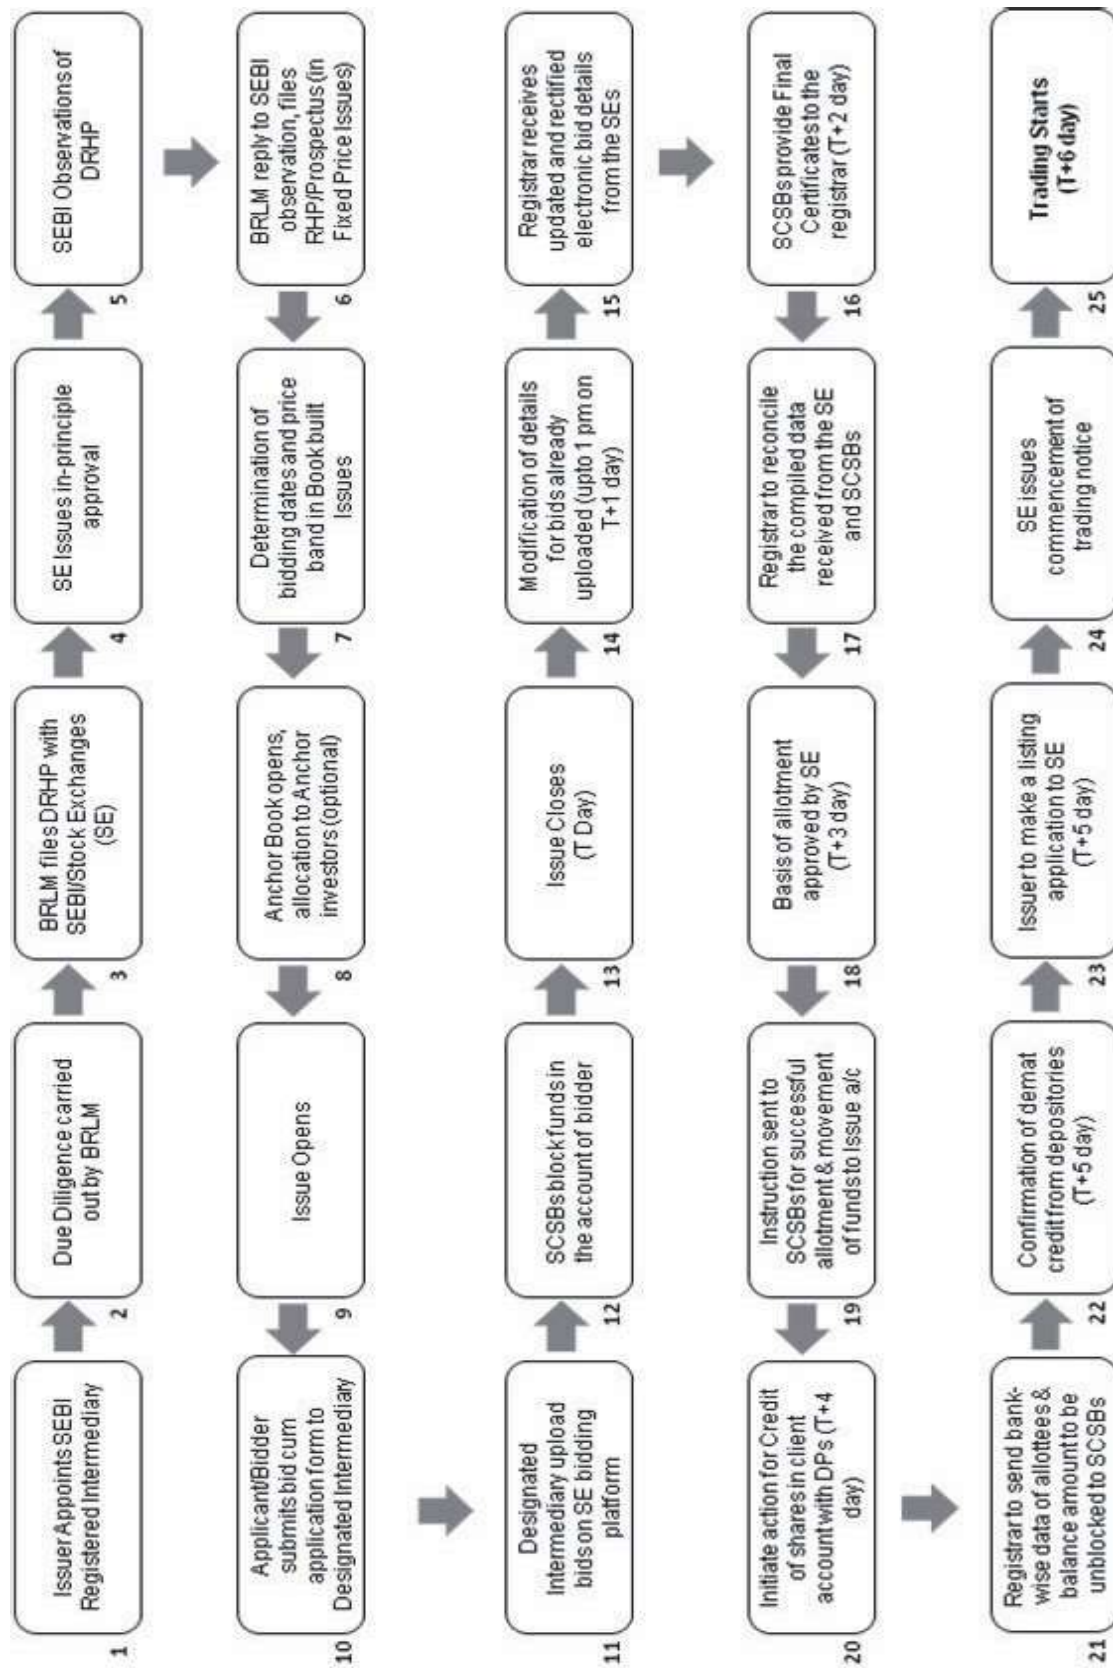 1
Issuer Appoints SEBI
Registered Intermediary
2
Due Diligence carried
out by BRLM
3
BRLM files DRHP with
SEBI/Stock Exchanges
(SE)
4
SE Issues in-principle
approval
5
SEBI Observations of
DRHP
6
BRLM reply to SEBI
observation, files
RHP/Prospectus (in
Fixed Price Issues)
7
Determination of
bidding dates and price
band in Book built
Issues
8
Anchor Book opens,
allocation to Anchor
investors (optional)
9
Issue Opens
10
Applicant/Bidder
submits bid cum
application form to
Designated Intermediary
11
Designated
Intermediary upload
bids on SE bidding
platform
12
SCSBs block funds in
the account of bidder
13
Issue Closes
(T Day)
14
Modification of details
for bids already
uploaded (upto 1 pm on
T+1 day)
15
Registrar receives
updated and rectified
electronic bid details
from the SEs
16
SCSBs provide Final
Certificates to the
registrar (T+2 day)
17
Registrar to reconcile
the compiled data
received from the SE
and SCSBs
18
Basis of allotment
approved by SE
(T+3 day)
19
Instruction sent to
SCSBs for successful
allotment & movement
of funds to Issue a/c
20
Initiate action for Credit
of shares in client
account with DPs (T+4
day)
21
Registrar to send bank-
wise data of allottees &
balance amount to be
unblocked to SCSBs
22
Confirmation of demat
credit from depositories
(T+5 day)
23
Issuer to make a listing
application to SE
(T+5 day)
24
SE issues
commencement of
trading notice
25
Trading Starts
(T+6 day)